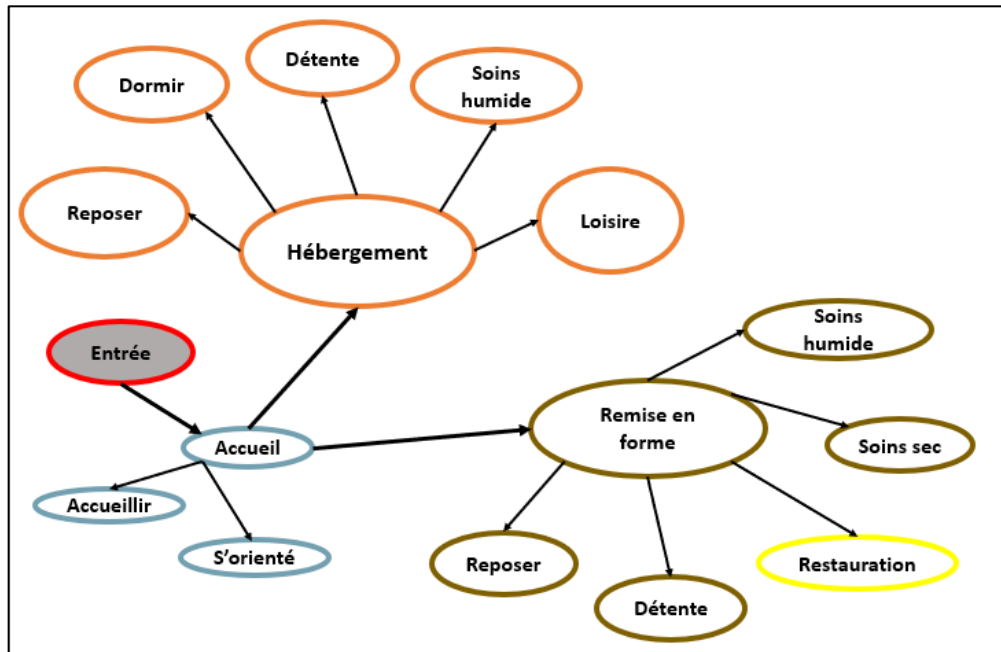 Détente
Soins
humide
Dormir
Reposer
Loisire
Hébergement
Entrée
Accueil
Accueillir
S'orienté
Soins
humide
Remise en
forme
Soins sec
Reposer
Restauration
Détente